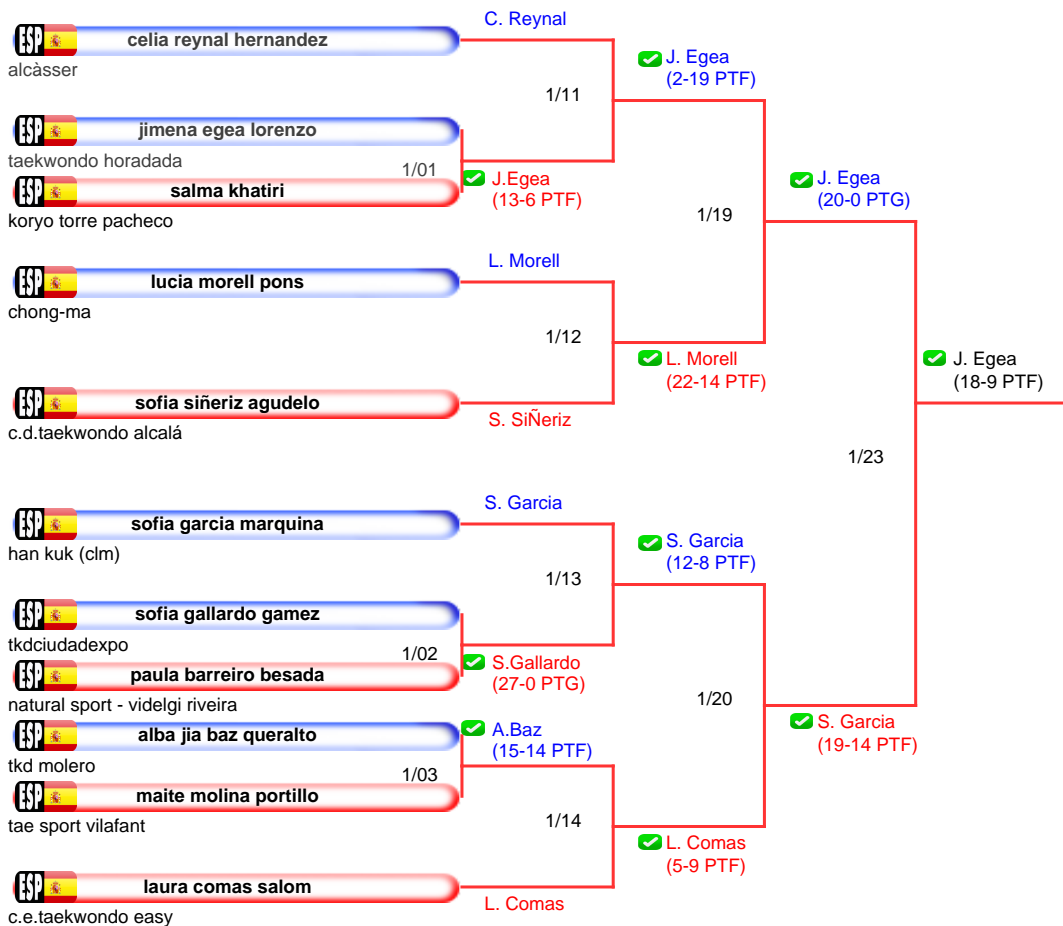 C. Reynal
ESP celia reynal hernandez
alcàsser
J. Egea
(2-19 PTF)
1/11
ESP jimena egea lorenzo
taekwondo horadada
1/01
J.Egea
(13-6 PTF)
ESP salma khatiri
koryo torre pacheco
J. Egea
(20-0 PTG)
1/19
L. Morell
ESP lucia morell pons
chong-ma
1/12
L. Morell
(22-14 PTF)
J. Egea
(18-9 PTF)
ESP sofia siñeriz agudelo
c.d.taekwondo alcalá
S. SiÑeriz
1/23
S. Garcia
ESP sofia garcia marquina
han kuk (clm)
S. Garcia
(12-8 PTF)
1/13
ESP sofia gallardo gamez
tkdciudadexpo
1/02
S.Gallardo
(27-0 PTG)
ESP paula barreiro besada
natural sport - videlgi riveira
1/20
S. Garcia
(19-14 PTF)
ESP alba jia baz queralto
tkd molero
A.Baz
(15-14 PTF)
1/03
ESP maite molina portillo
tae sport vilafant
1/14
L. Comas
(5-9 PTF)
ESP laura comas salom
c.e.taekwondo easy
L. Comas